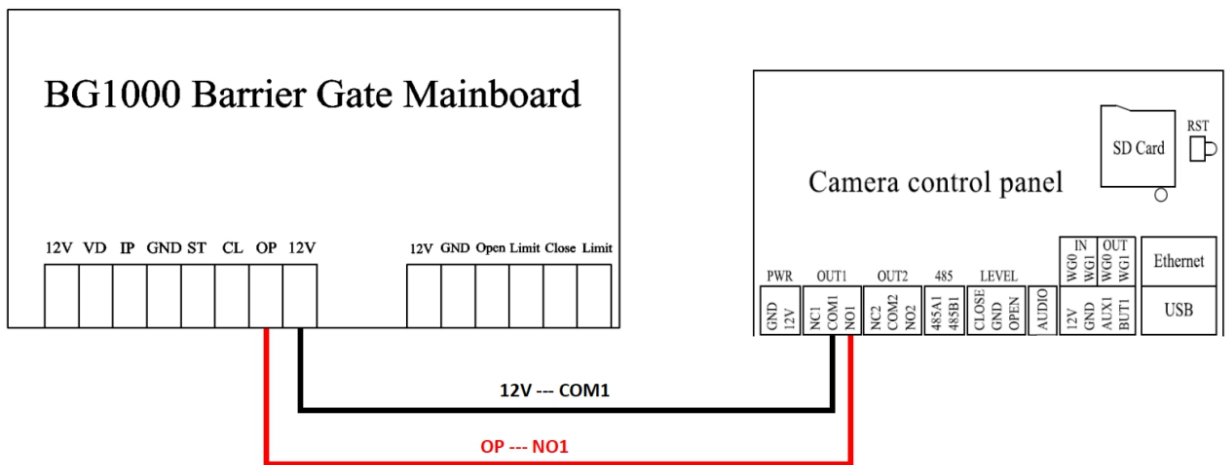 BG1000 Barrier Gate Mainboard
12V VD IP GND ST CL OP 12V
12V GND Open Limit Close Limit
Camera control panel
SD Card
RST
PWR OUT1 OUT2 485 LEVEL
IN OUT
WG0 WG1 WG0 WG1
Ethernet
GND 12V NC1 COM1 NO1 NC2 COM2 NO2 485A1 485B1 CLOSE GND OPEN AUDIO 12V GND AUX1 BUT1
USB
12V --- COM1
OP --- NO1